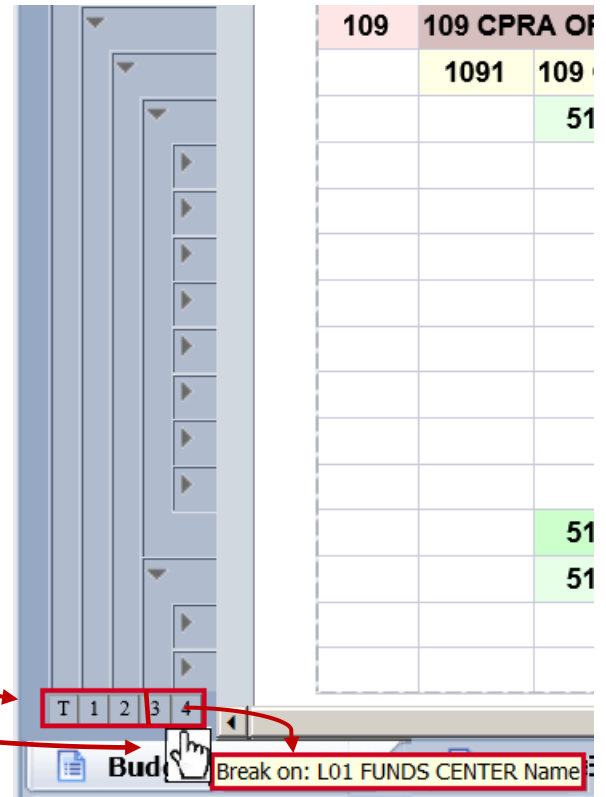 109 109 CPRA OF
1091 109
51
51
51
T 1 2 3 4
Bud
Break on: L01 FUNDS CENTER Name